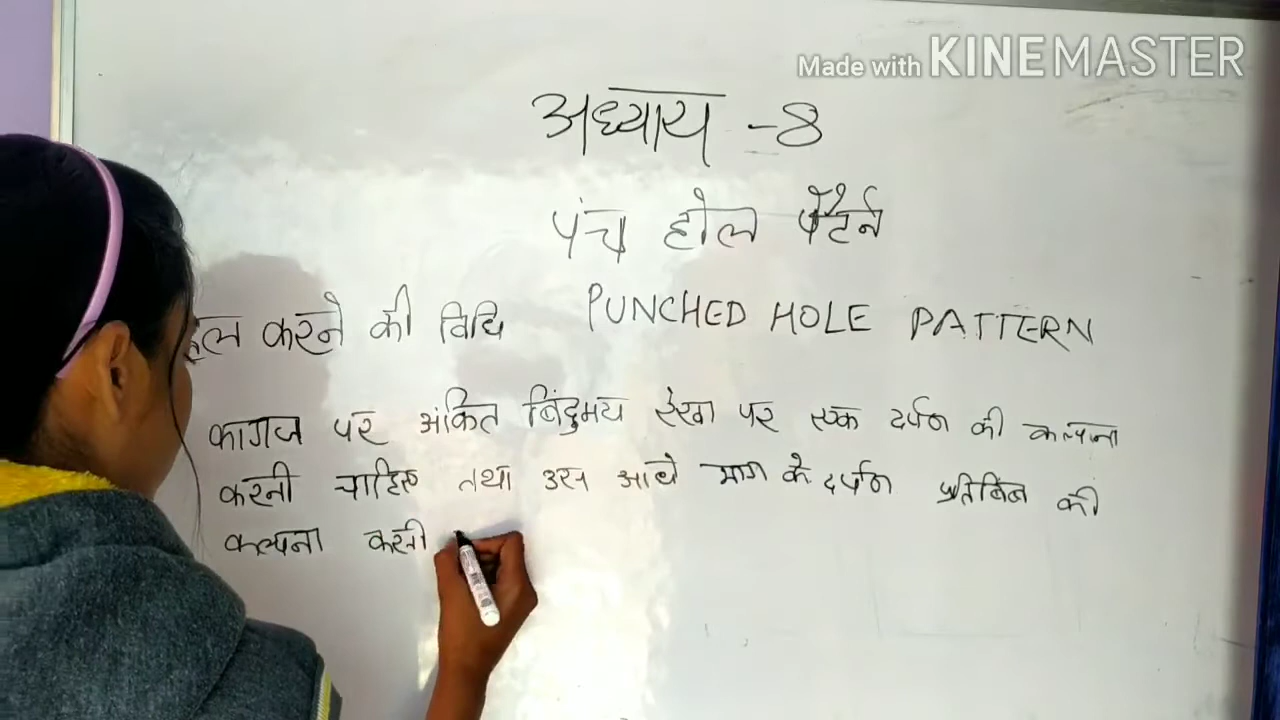 Made with KINEMASTER
अध्याय -8
पंच होल पैटर्न
हल करने की विधि PUNCHED HOLE PATTERN
कागज पर अंकित बिंदुमय रेखा पर एक दर्पण की कल्पना
करनी चाहिए तथा उस आधे भाग के दर्पण प्रतिबिंब की
कल्पना करनी